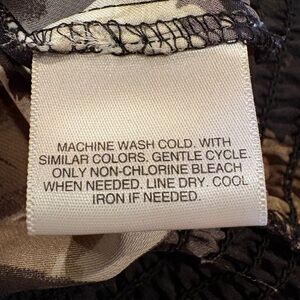 MACHINE WASH COLD. WITH
SIMILAR COLORS. GENTLE CYCLE.
ONLY NON-CHLORINE BLEACH
WHEN NEEDED. LINE DRY. COOL
IRON IF NEEDED.